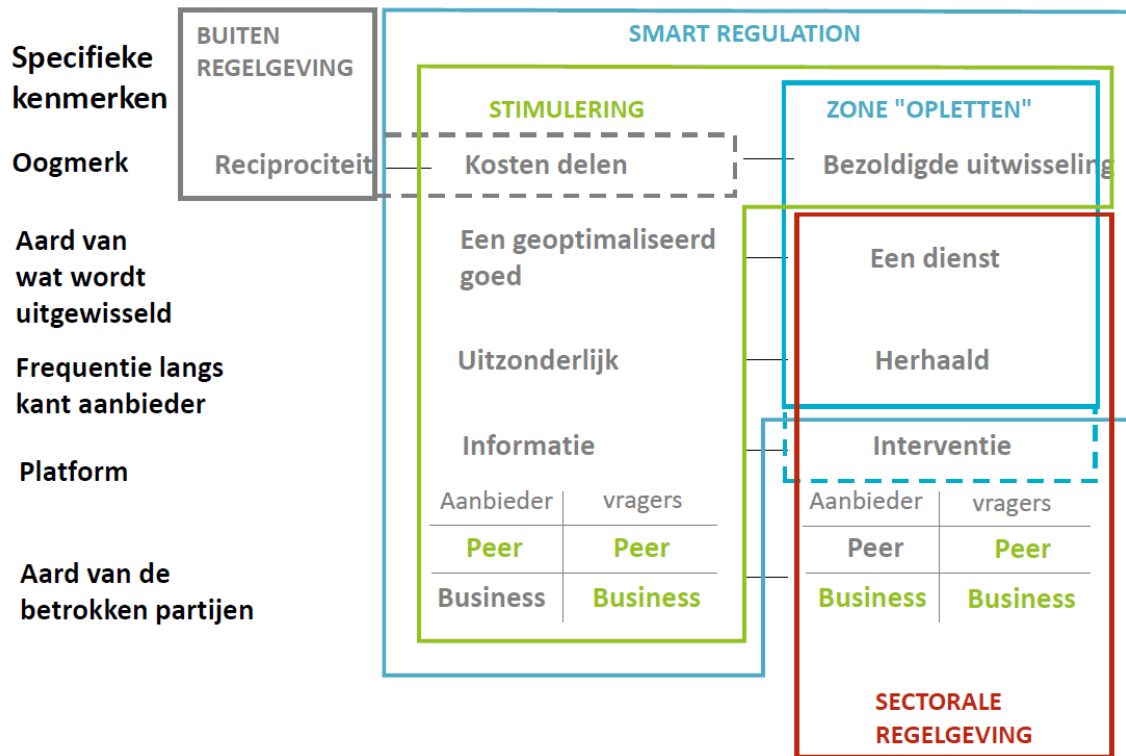 Specifieke
kenmerken
BUITEN
REGELGEVING
SMART REGULATION
STIMULERING
ZONE "OPLETTEN"
Oogmerk
Reciprociteit
Kosten delen
Bezoldigde uitwisseling
Aard van
wat wordt
uitgewisseld
Een geoptimaliseerd
goed
Een dienst
Frequentie langs
kant aanbieder
Uitzonderlijk
Herhaald
Platform
Informatie
Interventie
Aard van de
betrokken partijen
Aanbieder vragers
Peer Peer
Business Business
Aanbieder vragers
Peer Peer
Business Business
SECTORALE
REGELGEVING